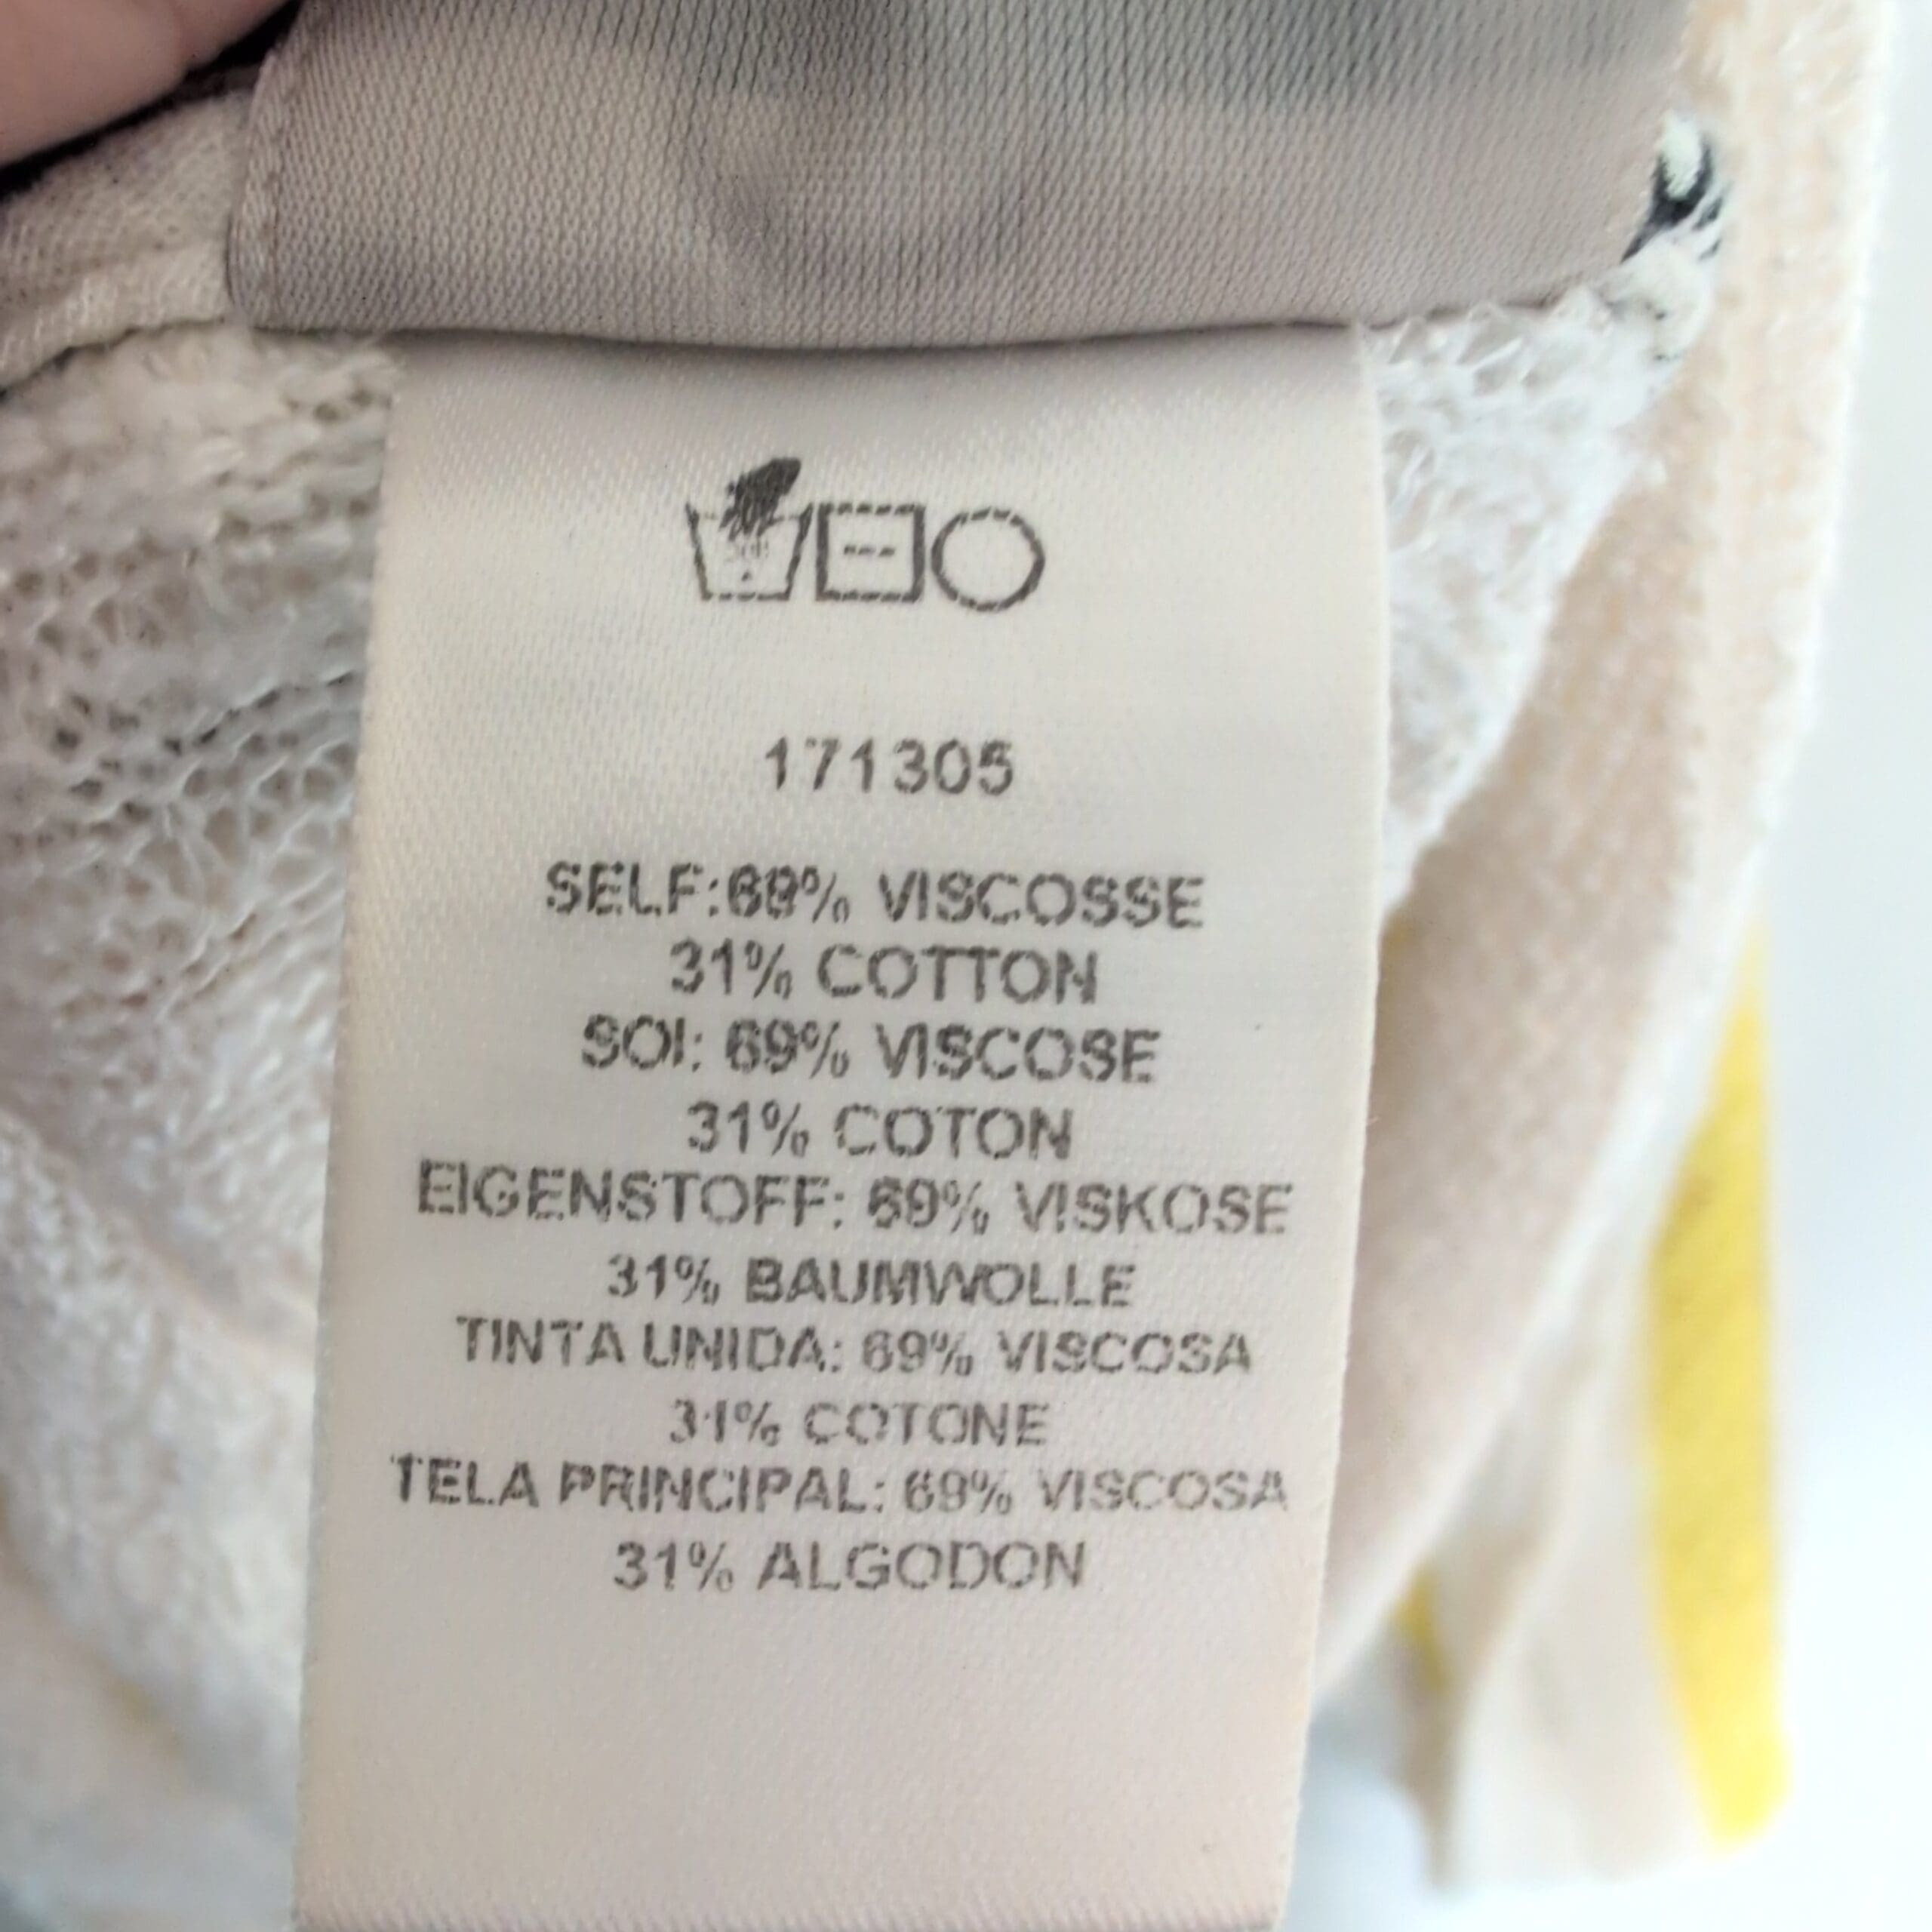 171305
SELF:69% VISCOSSE
31% COTTON
SOI: 69% VISCOSE
31% COTON
EIGENSTOFF: 69% VISKOSE
31% BAUMWOLLE
TINTA UNIDA: 69% VISCOSA
31% COTONE
TELA PRINCIPAL: 69% VISCOSA
31% ALGODON